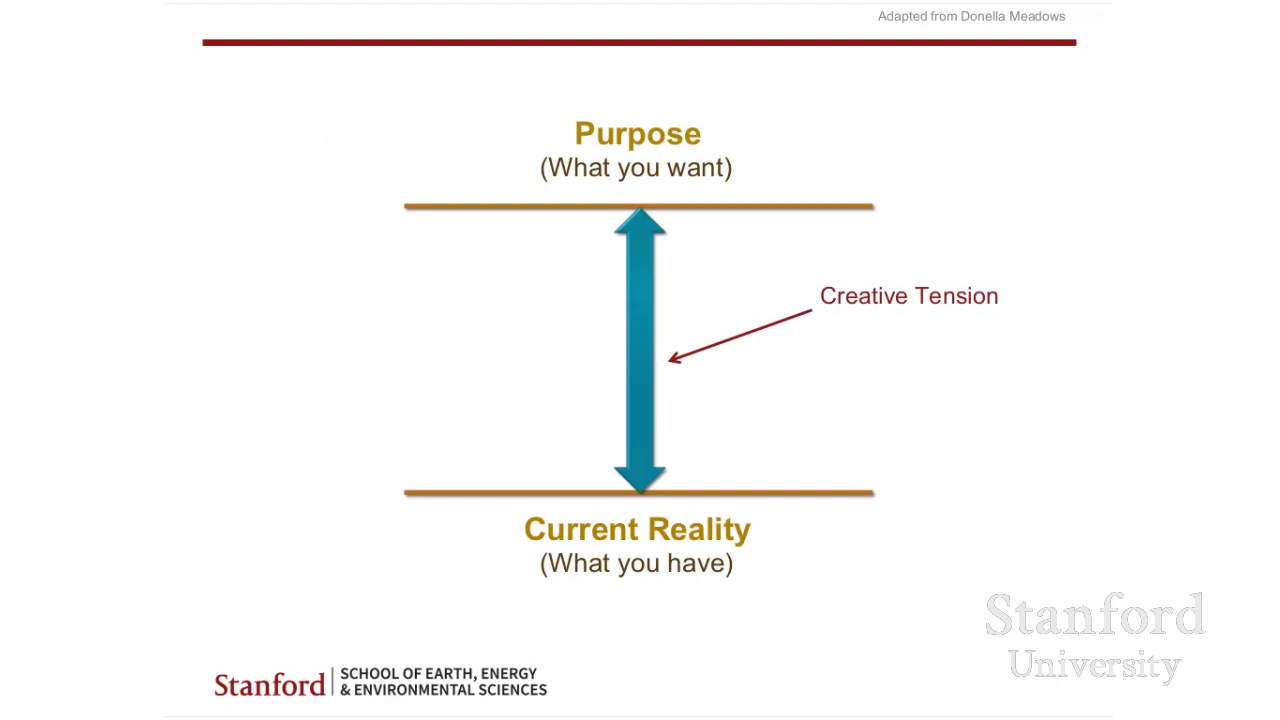 Adapted from Donella Meadows
Purpose
(What you want)
Creative Tension
Current Reality
(What you have)
Stanford
University
Stanford
SCHOOL OF EARTH, ENERGY
& ENVIRONMENTAL SCIENCES